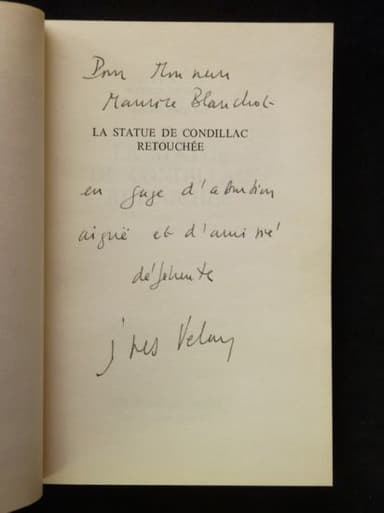 Pour Monsieur
Maurice Blanchot
LA STATUE DE CONDILLAC
RETOUCHÉE
en gage d'attention
aiguë et d'amitié
déférente
Yves Velan